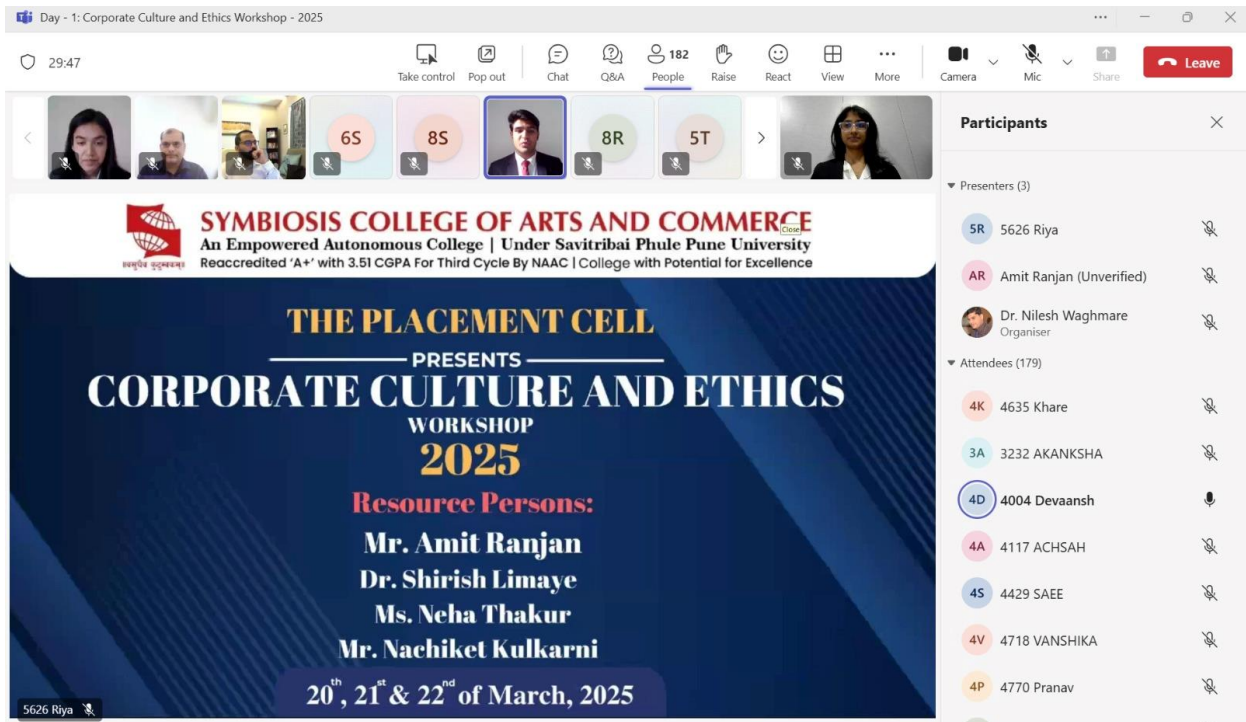 Day - 1: Corporate Culture and Ethics Workshop - 2025
29:47
Take control
Pop out
Chat
Q&A
182
People
Raise
React
View
More
Camera
Mic
Share
Leave
6S
8S
8R
5T
SYMBIOSIS COLLEGE OF ARTS AND COMMERCE
Close
An Empowered Autonomous College | Under Savitribai Phule Pune University
Reaccredited ‘A+’ with 3.51 CGPA For Third Cycle By NAAC | College with Potential for Excellence
वसुधैव कुटुम्बकम्
THE PLACEMENT CELL
PRESENTS
CORPORATE CULTURE AND ETHICS
WORKSHOP
2025
Resource Persons:
Mr. Amit Ranjan
Dr. Shirish Limaye
Ms. Neha Thakur
Mr. Nachiket Kulkarni
20th, 21st & 22nd of March, 2025
5626 Riya
Participants
Presenters (3)
5R 5626 Riya
AR Amit Ranjan (Unverified)
Dr. Nilesh Waghmare
Organiser
Attendees (179)
4K 4635 Khare
3A 3232 AKANKSHA
4D 4004 Devaansh
4A 4117 ACHSAH
4S 4429 SAEE
4V 4718 VANSHIKA
4P 4770 Pranav